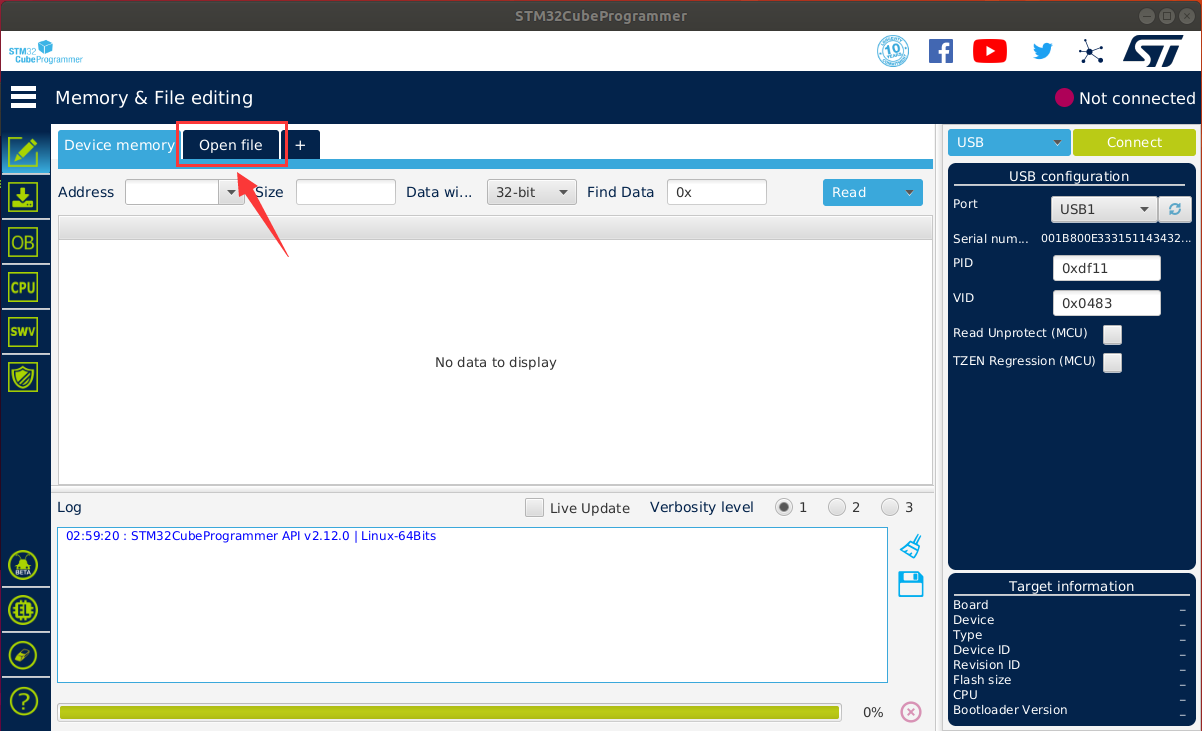 STM32CubeProgrammer
STM32
CubeProgrammer
10
YEARS
Memory & File editing
Not connected
Device memory
Open file
+
USB
Connect
Address
Size
Data wi...
32-bit
Find Data
0x
Read
USB configuration
Port
USB1
Serial num...
001B800E333151143432...
PID
0xdf11
VID
0x0483
Read Unprotect (MCU)
TZEN Regression (MCU)
OB
CPU
SWV
No data to display
Log
Live Update
Verbosity level
1
2
3
02:59:20 : STM32CubeProgrammer API v2.12.0 | Linux-64Bits
BETA
EL
?
0%
Target information
Board
_
Device
_
Type
_
Device ID
_
Revision ID
_
Flash size
_
CPU
_
Bootloader Version
_